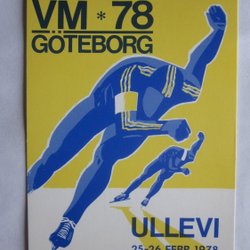 VM * 78
GÖTEBORG
ULLEVI
25-26 FEBR 1978